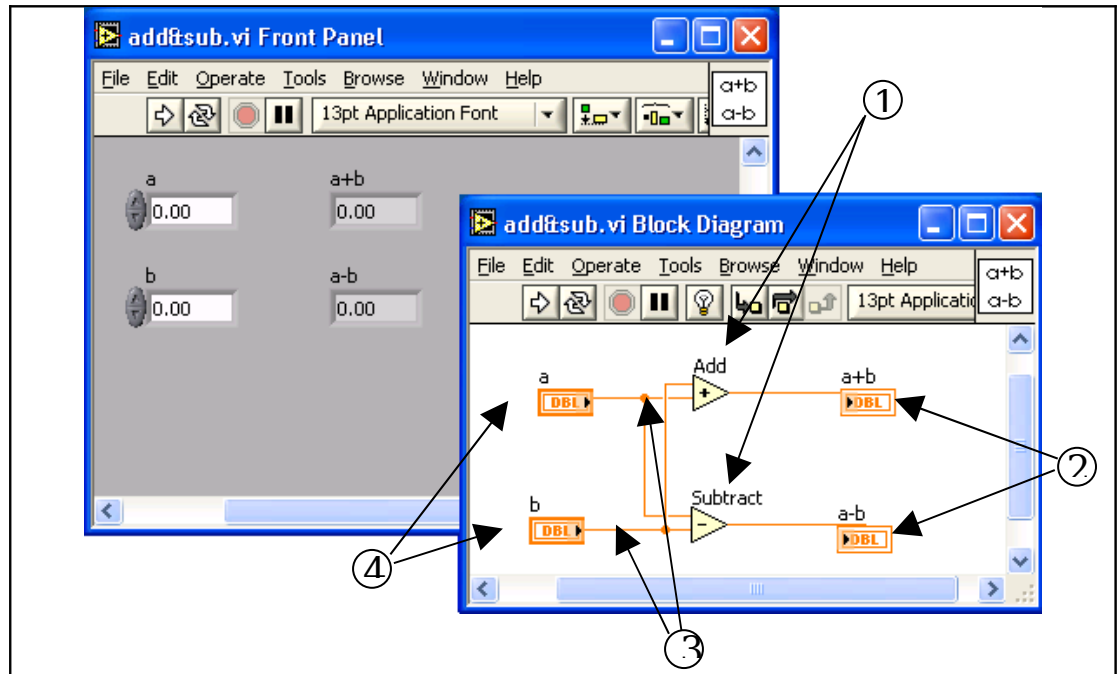 add&sub.vi Front Panel
File Edit Operate Tools Browse Window Help
13pt Application Font
a+b
a-b
a
0.00
a+b
0.00
b
0.00
a-b
0.00
add&sub.vi Block Diagram
File Edit Operate Tools Browse Window Help
13pt Applicatio
a+b
a-b
a
DBL
Add
+
a+b
DBL
b
DBL
Subtract
-
a-b
DBL
1
2
3
4